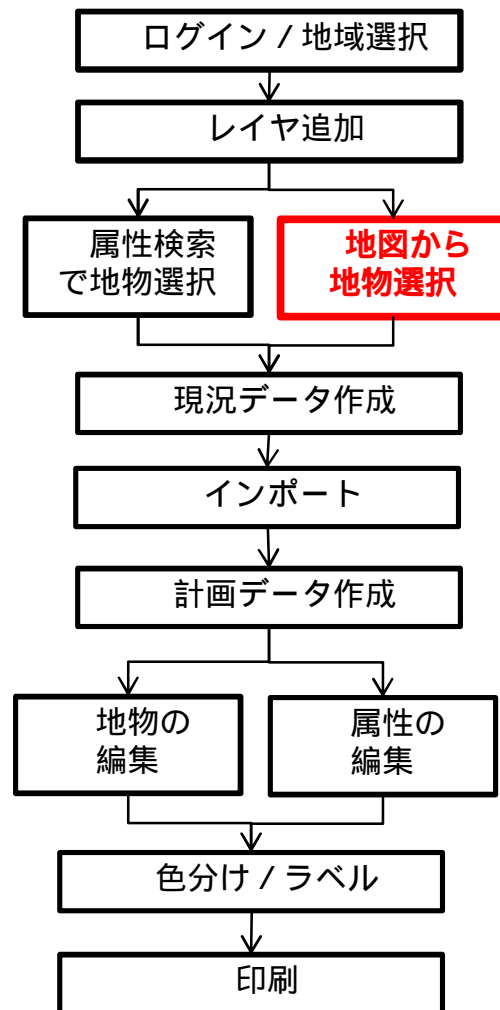 ログイン / 地域選択
レイヤ追加
属性検索
で地物選択
地図から
地物選択
現況データ作成
インポート
計画データ作成
地物の
編集
属性の
編集
色分け / ラベル
印刷